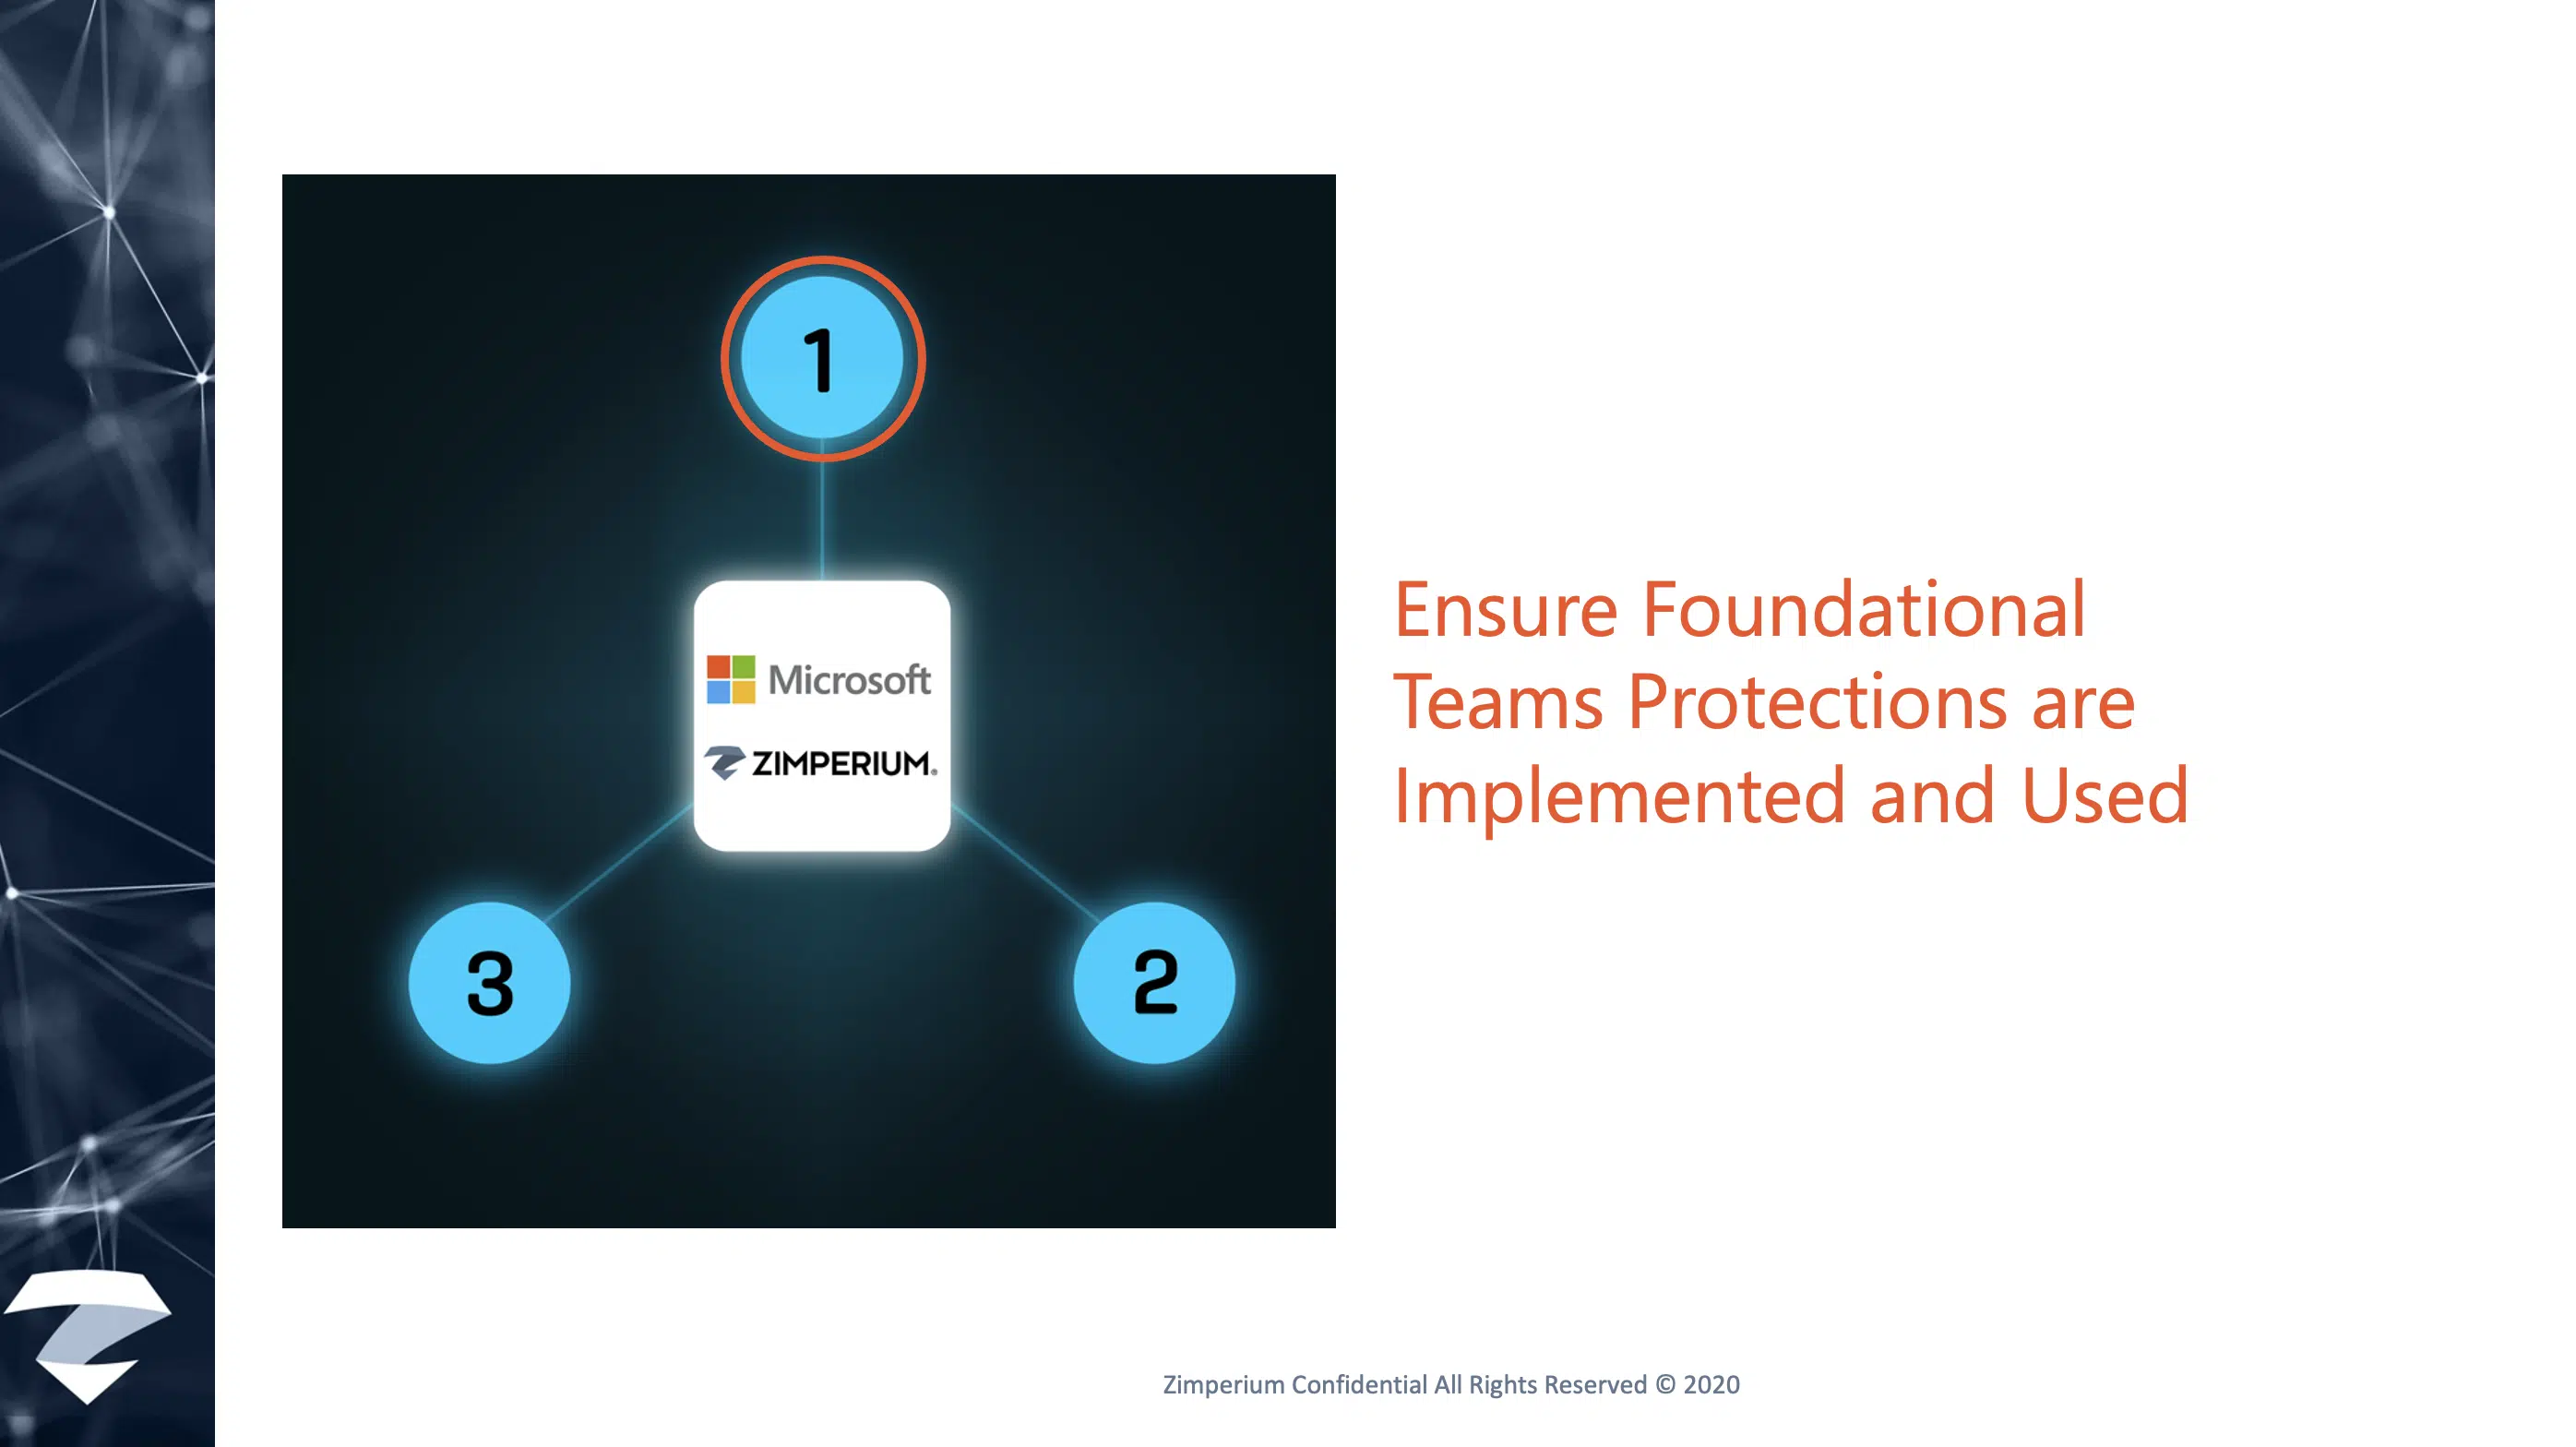 1
Microsoft
ZIMPERIUM®
3
2
Ensure Foundational
Teams Protections are
Implemented and Used
Zimperium Confidential All Rights Reserved © 2020